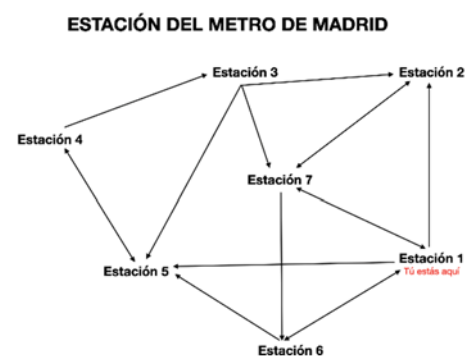 ESTACIÓN DEL METRO DE MADRID
Estación 3
Estación 2
Estación 4
Estación 7
Estación 1
Tú estás aquí
Estación 5
Estación 6